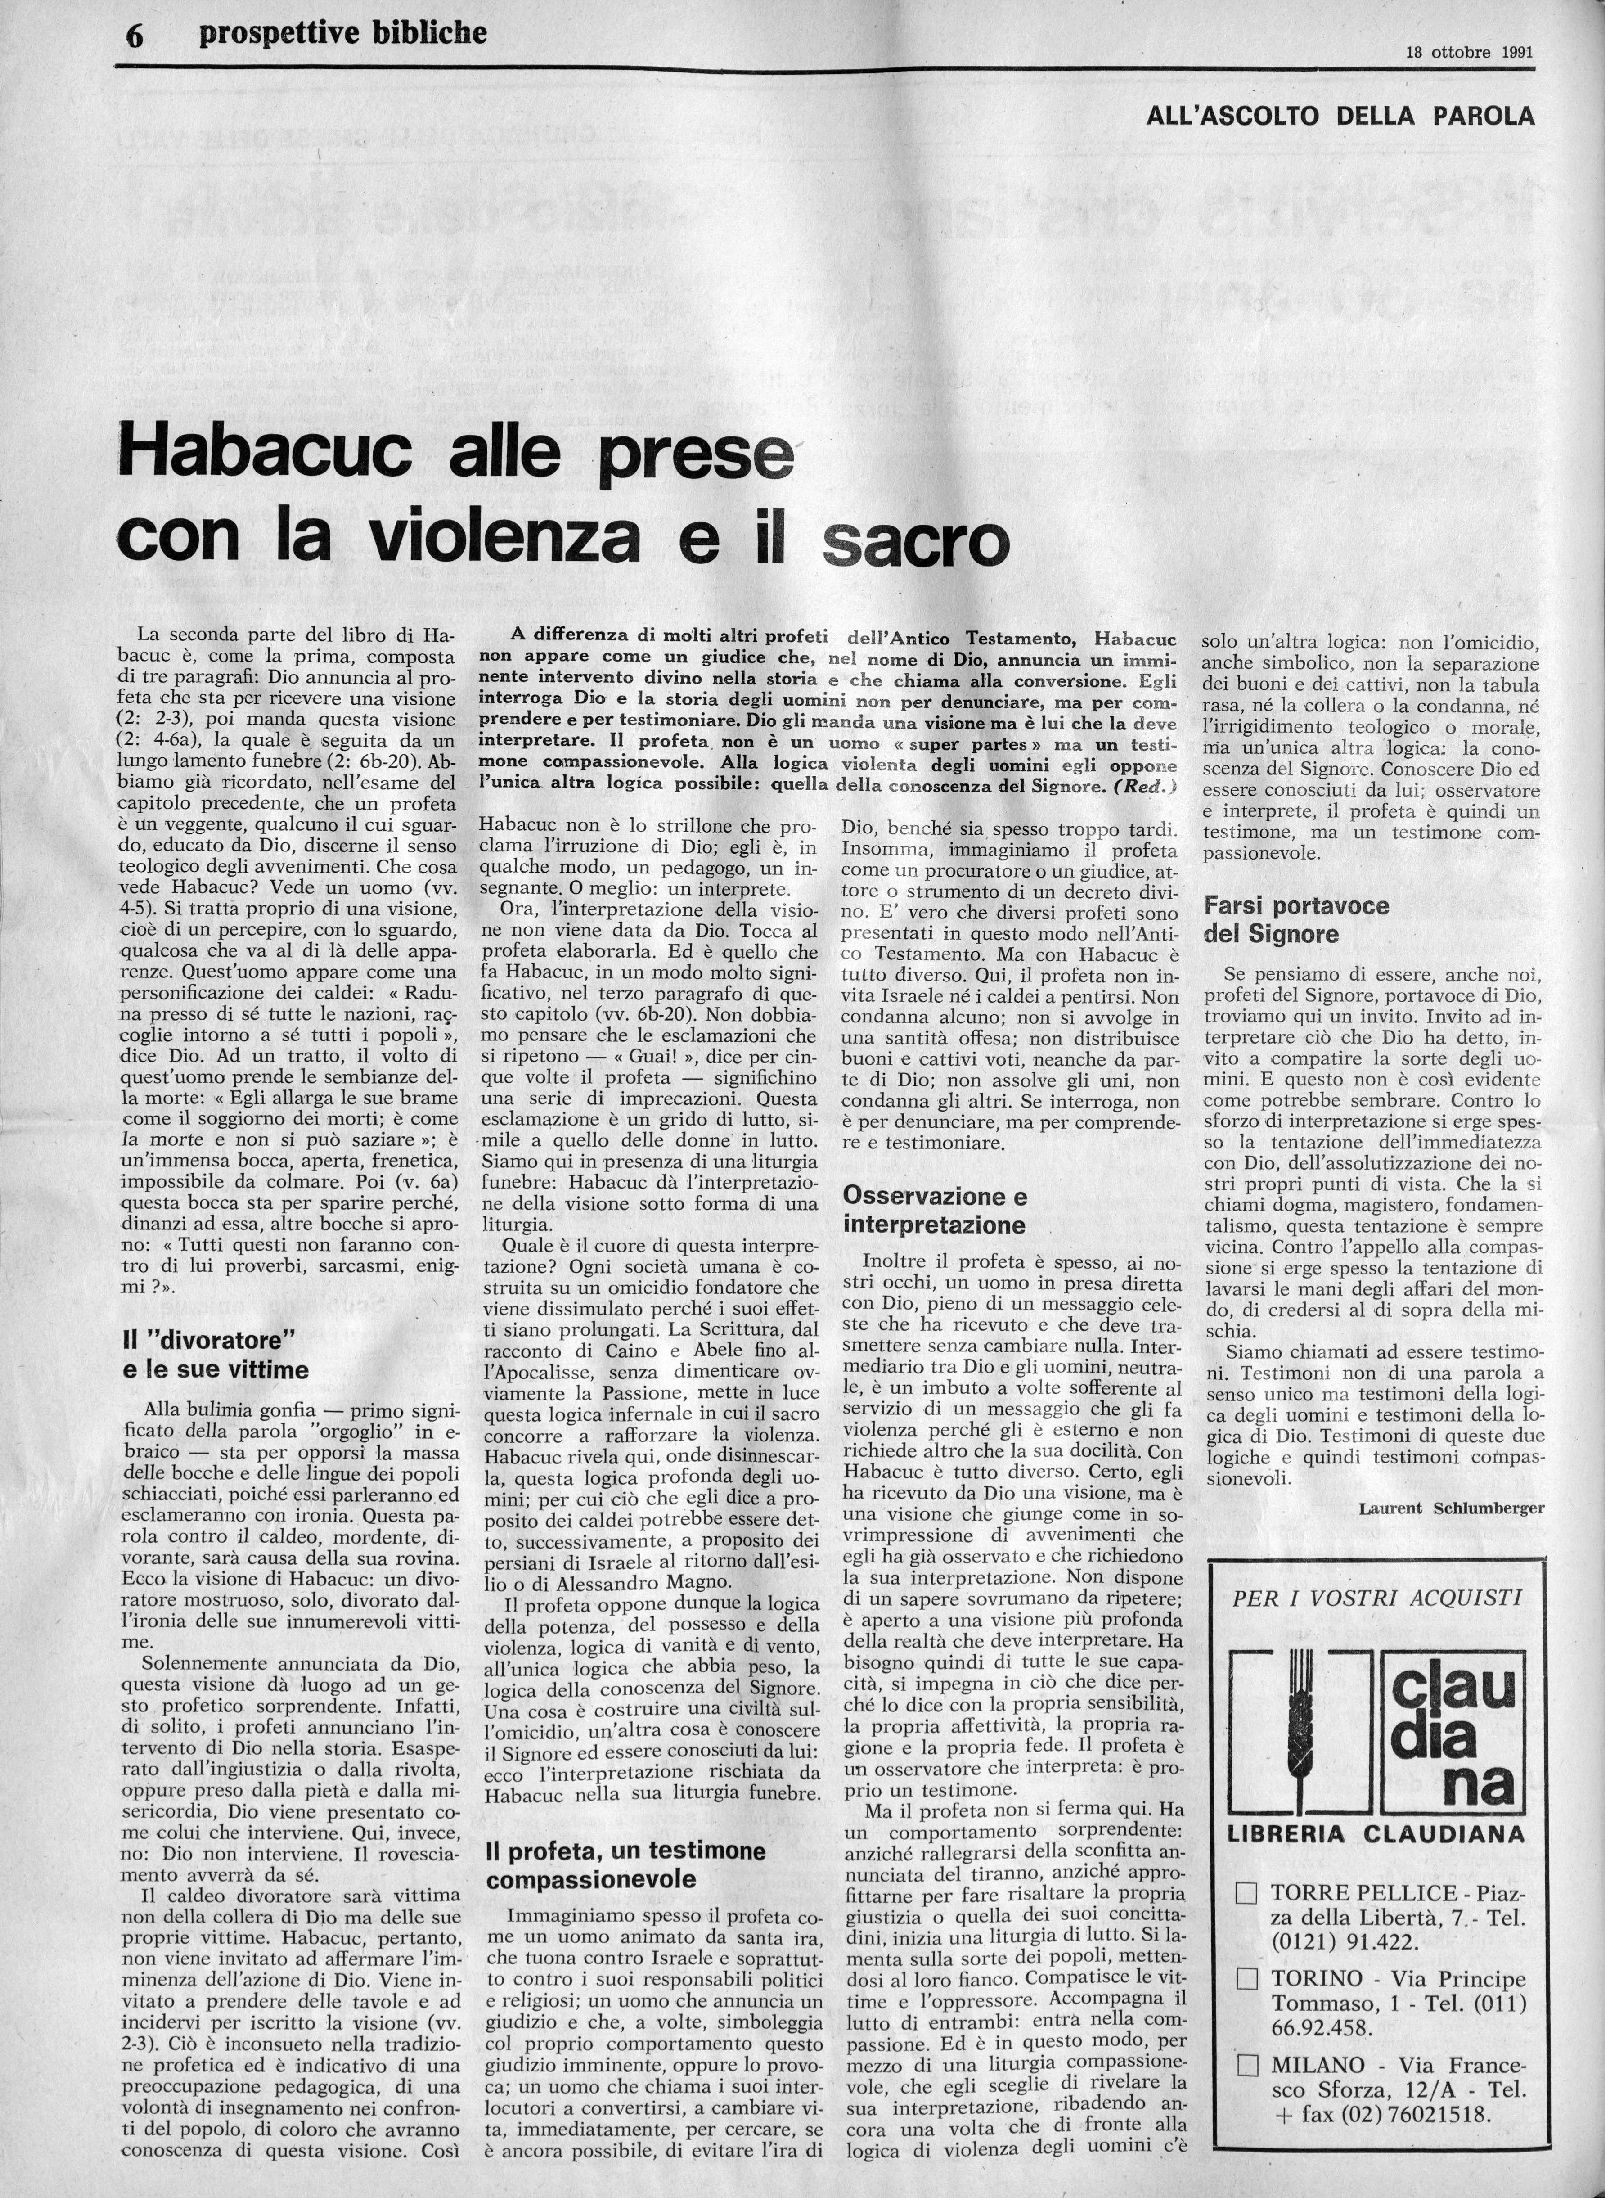 6 prospettive bibliche
18 ottobre 1991
ALL'ASCOLTO DELLA PAROLA
Habacuc alle prese
con la violenza e il sacro
La seconda parte del libro di Ha-
bacuc è, come la prima, composta
di tre paragrafi: Dio annuncia al pro-
feta che sta per ricevere una visione
(2: 2-3), poi manda questa visione
(2: 4-6a), la quale è seguita da un
lungo lamento funebre (2: 6b-20). Ab-
biamo già ricordato, nell'esame del
capitolo precedente, che un profeta
è un veggente, qualcuno il cui sguar-
do, educato da Dio, discerne il senso
teologico degli avvenimenti. Che cosa
vede Habacuc? Vede un uomo (vv.
4-5). Si tratta proprio di una visione,
cioè di un percepire, con lo sguardo,
qualcosa che va al di là delle appa-
renze. Quest'uomo appare come una
personificazione dei caldei: « Radu-
na presso di sé tutte le nazioni, rac-
coglie intorno a sé tutti i popoli »,
dice Dio. Ad un tratto, il volto di
quest'uomo prende le sembianze del-
la morte: « Egli allarga le sue brame
come il soggiorno dei morti; è come
la morte e non si può saziare »; è
un'immensa bocca, aperta, frenetica,
impossibile da colmare. Poi (v. 6a)
questa bocca sta per sparire perché,
dinanzi ad essa, altre bocche si apro-
no: « Tutti questi non faranno con-
tro di lui proverbi, sarcasmi, enig-
mi ?».
Il "divoratore"
e le sue vittime
Alla bulimia gonfia — primo signi-
ficato della parola "orgoglio" in e-
braico — sta per opporsi la massa
delle bocche e delle lingue dei popoli
schiacciati, poiché essi parleranno ed
esclameranno con ironia. Questa pa-
rola contro il caldeo, mordente, di-
vorante, sarà causa della sua rovina.
Ecco la visione di Habacuc: un divo-
ratore mostruoso, solo, divorato dal-
l'ironia delle sue innumerevoli vitti-
me.
Solennemente annunciata da Dio,
questa visione dà luogo ad un ge-
sto profetico sorprendente. Infatti,
di solito, i profeti annunciano l'in-
tervento di Dio nella storia. Esaspe-
rato dall'ingiustizia o dalla rivolta,
oppure preso dalla pietà e dalla mi-
sericordia, Dio viene presentato co-
me colui che interviene. Qui, invece,
no: Dio non interviene. Il rovescia-
mento avverrà da sé.
Il caldeo divoratore sarà vittima
non della collera di Dio ma delle sue
proprie vittime. Habacuc, pertanto,
non viene invitato ad affermare l'im-
minenza dell'azione di Dio. Viene in-
vitato a prendere delle tavole e ad
incidervi per iscritto la visione (vv.
2-3). Ciò è inconsueto nella tradizio-
ne profetica ed è indicativo di una
preoccupazione pedagogica, di una
volontà di insegnamento nei confron-
ti del popolo, di coloro che avranno
conoscenza di questa visione. Così
A differenza di molti altri profeti dell'Antico Testamento, Habacuc
non appare come un giudice che, nel nome di Dio, annuncia un immi-
nente intervento divino nella storia e che chiama alla conversione. Egli
interroga Dio e la storia degli uomini non per denunciare, ma per com-
prendere e per testimoniare. Dio gli manda una visione ma è lui che la deve
interpretare. Il profeta non è un uomo « super partes » ma un testi-
mone compassionevole. Alla logica violenta degli uomini egli oppone
l'unica altra logica possibile: quella della conoscenza del Signore. (Red.)
Habacuc non è lo strillone che pro-
clama l'irruzione di Dio; egli è, in
qualche modo, un pedagogo, un in-
segnante. O meglio: un interprete.
Ora, l'interpretazione della visio-
ne non viene data da Dio. Tocca al
profeta elaborarla. Ed è quello che
fa Habacuc, in un modo molto signi-
ficativo, nel terzo paragrafo di que-
sto capitolo (vv. 6b-20). Non dobbia-
mo pensare che le esclamazioni che
si ripetono — « Guai! », dice per cin-
que volte il profeta — significhino
una serie di imprecazioni. Questa
esclamazione è un grido di lutto, si-
mile a quello delle donne in lutto.
Siamo qui in presenza di una liturgia
funebre: Habacuc dà l'interpretazio-
ne della visione sotto forma di una
liturgia.
Quale è il cuore di questa interpre-
tazione? Ogni società umana è co-
struita su un omicidio fondatore che
viene dissimulato perché i suoi effet-
ti siano prolungati. La Scrittura, dal
racconto di Caino e Abele fino al-
l'Apocalisse, senza dimenticare ov-
viamente la Passione, mette in luce
questa logica infernale in cui il sacro
concorre a rafforzare la violenza.
Habacuc rivela qui, onde disinnescar-
la, questa logica profonda degli uo-
mini; per cui ciò che egli dice a pro-
posito dei caldei potrebbe essere det-
to, successivamente, a proposito dei
persiani di Israele al ritorno dall'esi-
lio o di Alessandro Magno.
Il profeta oppone dunque la logica
della potenza, del possesso e della
violenza, logica di vanità e di vento,
all'unica logica che abbia peso, la
logica della conoscenza del Signore.
Una cosa è costruire una civiltà sul-
l'omicidio, un'altra cosa è conoscere
il Signore ed essere conosciuti da lui:
ecco l'interpretazione rischiata da
Habacuc nella sua liturgia funebre.
Il profeta, un testimone
compassionevole
Immaginiamo spesso il profeta co-
me un uomo animato da santa ira,
che tuona contro Israele e soprattut-
to contro i suoi responsabili politici
e religiosi; un uomo che annuncia un
giudizio e che, a volte, simboleggia
col proprio comportamento questo
giudizio imminente, oppure lo provo-
ca; un uomo che chiama i suoi inter-
locutori a convertirsi, a cambiare vi-
ta, immediatamente, per cercare, se
è ancora possibile, di evitare l'ira di
Dio, benché sia spesso troppo tardi.
Insomma, immaginiamo il profeta
come un procuratore o un giudice, at-
tore o strumento di un decreto divi-
no. E' vero che diversi profeti sono
presentati in questo modo nell'Anti-
co Testamento. Ma con Habacuc è
tutto diverso. Qui, il profeta non in-
vita Israele né i caldei a pentirsi. Non
condanna alcuno; non si avvolge in
una santità offesa; non distribuisce
buoni e cattivi voti, neanche da par-
te di Dio; non assolve gli uni, non
condanna gli altri. Se interroga, non
è per denunciare, ma per comprende-
re e testimoniare.
Osservazione e
interpretazione
Inoltre il profeta è spesso, ai no-
stri occhi, un uomo in presa diretta
con Dio, pieno di un messaggio cele-
ste che ha ricevuto e che deve tra-
smettere senza cambiare nulla. Inter-
mediario tra Dio e gli uomini, neutra-
le, è un imbuto a volte sofferente al
servizio di un messaggio che gli fa
violenza perché gli è esterno e non
richiede altro che la sua docilità. Con
Habacuc è tutto diverso. Certo, egli
ha ricevuto da Dio una visione, ma è
una visione che giunge come in so-
vrimpressione di avvenimenti che
egli ha già osservato e che richiedono
la sua interpretazione. Non dispone
di un sapere sovrumano da ripetere;
è aperto a una visione più profonda
della realtà che deve interpretare. Ha
bisogno quindi di tutte le sue capa-
cità, si impegna in ciò che dice per-
ché lo dice con la propria sensibilità,
la propria affettività, la propria ra-
gione e la propria fede. Il profeta è
un osservatore che interpreta: è pro-
prio un testimone.
Ma il profeta non si ferma qui. Ha
un comportamento sorprendente:
anziché rallegrarsi della sconfitta an-
nunciata del tiranno, anziché appro-
fittarne per fare risaltare la propria
giustizia o quella dei suoi concitta-
dini, inizia una liturgia di lutto. Si la-
menta sulla sorte dei popoli, metten-
dosi al loro fianco. Compatisce le vit-
time e l'oppressore. Accompagna il
lutto di entrambi: entra nella com-
passione. Ed è in questo modo, per
mezzo di una liturgia compassione-
vole, che egli sceglie di rivelare la
sua interpretazione, ribadendo an-
cora una volta che di fronte alla
logica di violenza degli uomini c'è
solo un'altra logica: non l'omicidio,
anche simbolico, non la separazione
dei buoni e dei cattivi, non la tabula
rasa, né la collera o la condanna, né
l'irrigidimento teologico o morale,
ma un'unica altra logica: la cono-
scenza del Signore. Conoscere Dio ed
essere conosciuti da lui; osservatore
e interprete, il profeta è quindi un
testimone, ma un testimone com-
passionevole.
Farsi portavoce
del Signore
Se pensiamo di essere, anche noi,
profeti del Signore, portavoce di Dio,
troviamo qui un invito. Invito ad in-
terpretare ciò che Dio ha detto, in-
vito a compatire la sorte degli uo-
mini. E questo non è così evidente
come potrebbe sembrare. Contro lo
sforzo di interpretazione si erge spes-
so la tentazione dell'immediatezza
con Dio, dell'assolutizzazione dei no-
stri propri punti di vista. Che la si
chiami dogma, magistero, fondamen-
talismo, questa tentazione è sempre
vicina. Contro l'appello alla compas-
sione si erge spesso la tentazione di
lavarsi le mani degli affari del mon-
do, di credersi al di sopra della mi-
schia.
Siamo chiamati ad essere testimo-
ni. Testimoni non di una parola a
senso unico ma testimoni della logi-
ca degli uomini e testimoni della lo-
gica di Dio. Testimoni di queste due
logiche e quindi testimoni compas-
sionevoli.
Laurent Schlumberger
PER I VOSTRI ACQUISTI
clau
dia
na
LIBRERIA CLAUDIANA
TORRE PELLICE - Piaz-
za della Libertà, 7 - Tel.
(0121) 91.422.
TORINO - Via Principe
Tommaso, 1 - Tel. (011)
66.92.458.
MILANO - Via France-
sco Sforza, 12/A - Tel.
+ fax (02) 76021518.